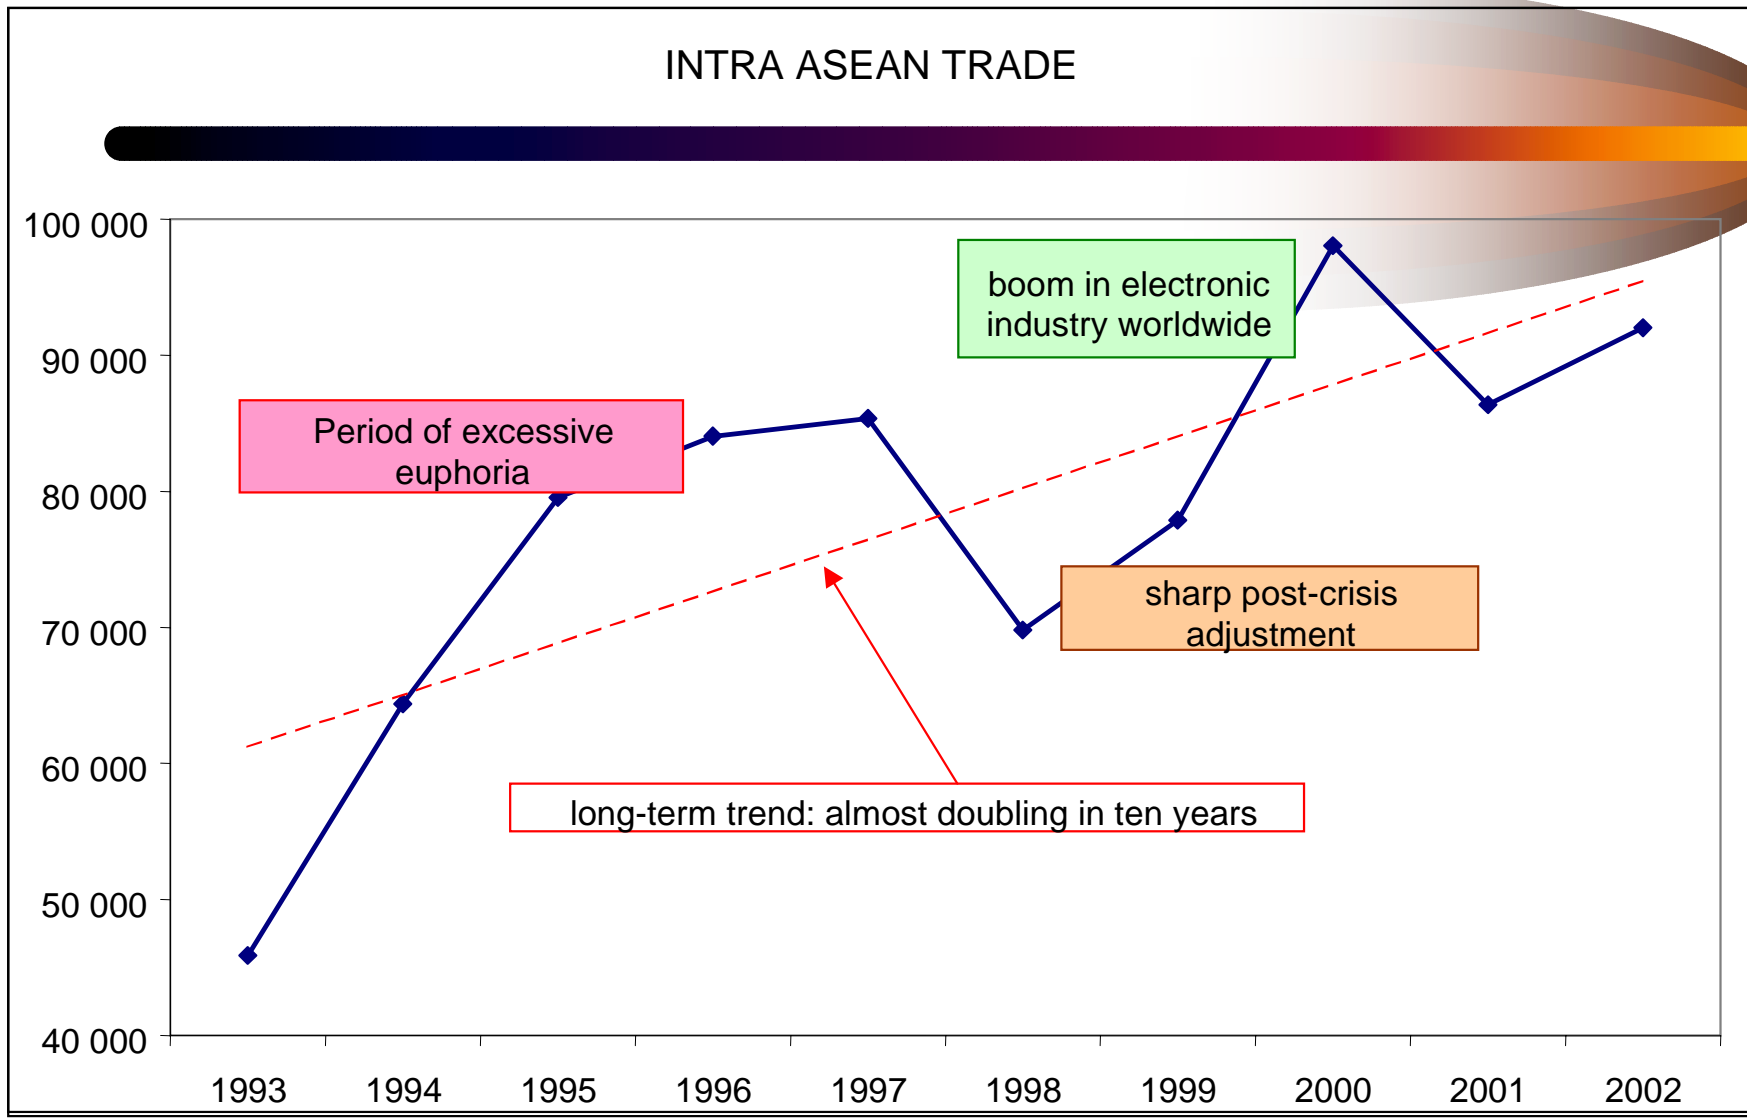 INTRA ASEAN TRADE
100 000
90 000
80 000
70 000
60 000
50 000
40 000
boom in electronic
industry worldwide
Period of excessive
euphoria
sharp post-crisis
adjustment
long-term trend: almost doubling in ten years
1993 1994 1995 1996 1997 1998 1999 2000 2001 2002